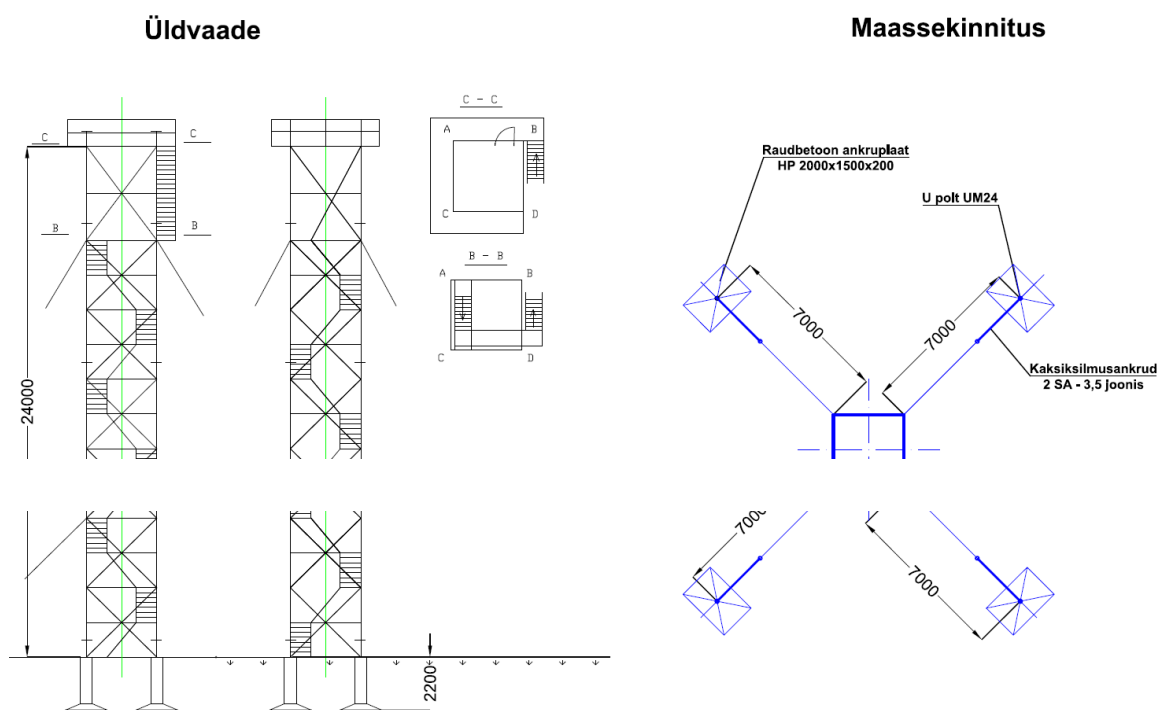 Üldvaade
Maassekinnitus
C - C
A
B
C
D
C
C
B
B
B - B
A
B
C
D
24000
2200
Raudbetoon ankruplaat
HP 2000x1500x200
U polt UM24
7000
7000
Kaksiksilmusankrud
2 SA - 3,5 joonis
7000
7000